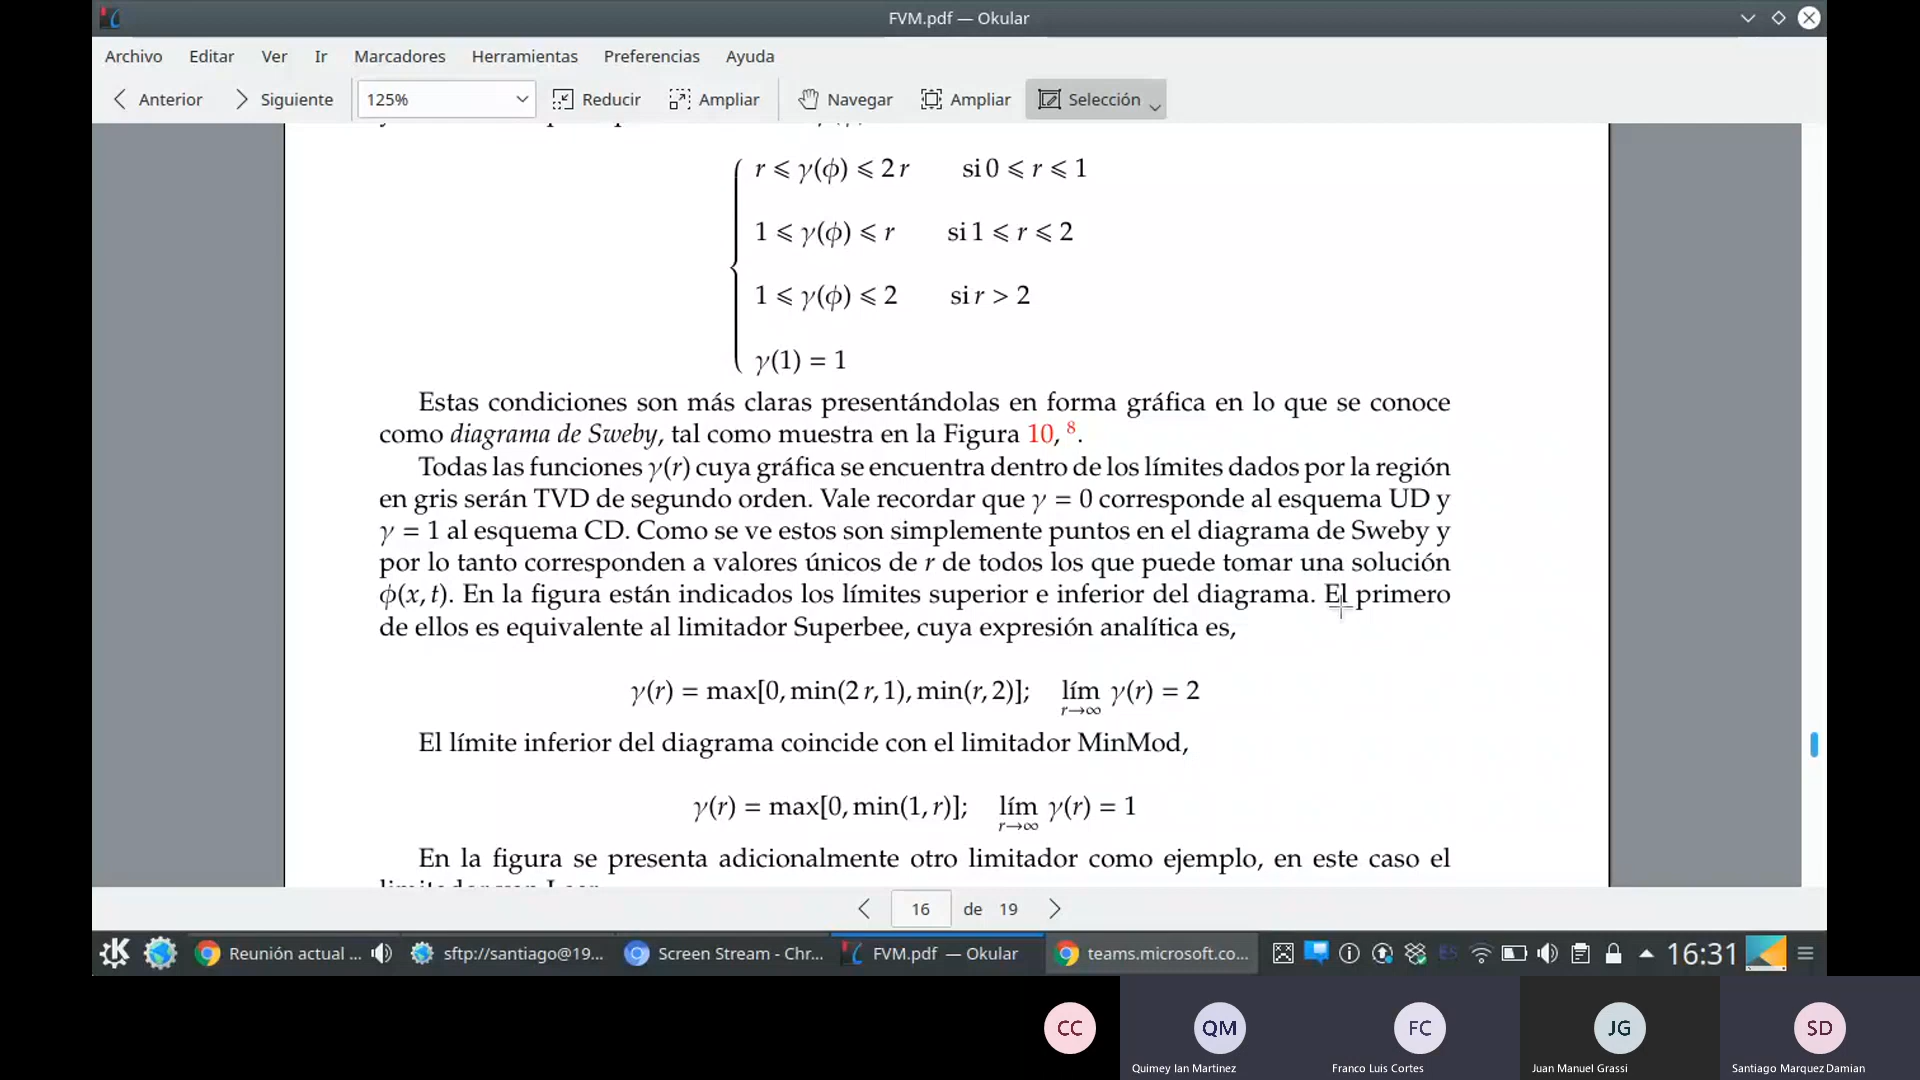 FVM.pdf — Okular
Archivo Editar Ver Ir Marcadores Herramientas Preferencias Ayuda
Anterior Siguiente 125% Reducir Ampliar Navegar Ampliar Selección
r ⩽ γ(ϕ) ⩽ 2 r si 0 ⩽ r ⩽ 1
1 ⩽ γ(ϕ) ⩽ r si 1 ⩽ r ⩽ 2
1 ⩽ γ(ϕ) ⩽ 2 si r > 2
γ(1) = 1
Estas condiciones son más claras presentándolas en forma gráfica en lo que se conoce
como diagrama de Sweby, tal como muestra en la Figura 10, 8.
Todas las funciones γ(r) cuya gráfica se encuentra dentro de los límites dados por la región
en gris serán TVD de segundo orden. Vale recordar que γ = 0 corresponde al esquema UD y
γ = 1 al esquema CD. Como se ve estos son simplemente puntos en el diagrama de Sweby y
por lo tanto corresponden a valores únicos de r de todos los que puede tomar una solución
ϕ(x, t). En la figura están indicados los límites superior e inferior del diagrama. El primero
de ellos es equivalente al limitador Superbee, cuya expresión analítica es,
γ(r) = max[0, min(2 r, 1), min(r, 2)]; lím r→∞ γ(r) = 2
El límite inferior del diagrama coincide con el limitador MinMod,
γ(r) = max[0, min(1, r)]; lím r→∞ γ(r) = 1
En la figura se presenta adicionalmente otro limitador como ejemplo, en este caso el
16 de 19
Reunión actual ... sftp://santiago@19... Screen Stream - Chr... FVM.pdf — Okular teams.microsoft.co... ES 16:31
CC QM FC JG SD
Quimey Ian Martinez Franco Luis Cortes Juan Manuel Grassi Santiago Marquez Damian